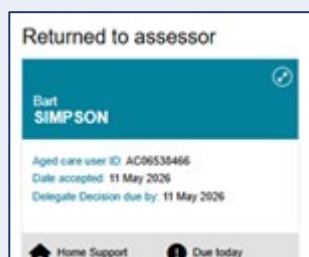 Returned to assessor
Bart
SIMPSON
Aged care user ID: AC06538466
Date accepted: 11 May 2026
Delegate Decision due by: 11 May 2026
Home Support
Due today